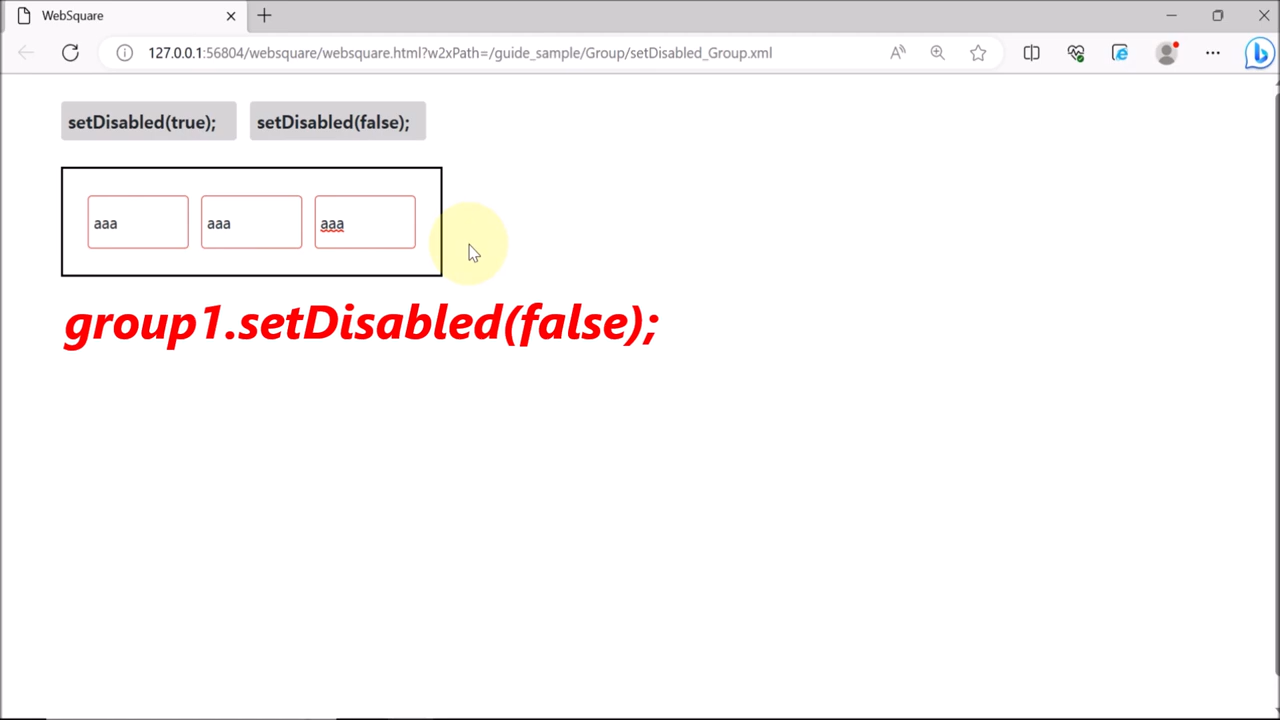 WebSquare
127.0.0.1:56804/websquare/websquare.html?w2xPath=/guide_sample/Group/setDisabled_Group.xml
setDisabled(true); setDisabled(false);
aaa aaa aaa
group1.setDisabled(false);